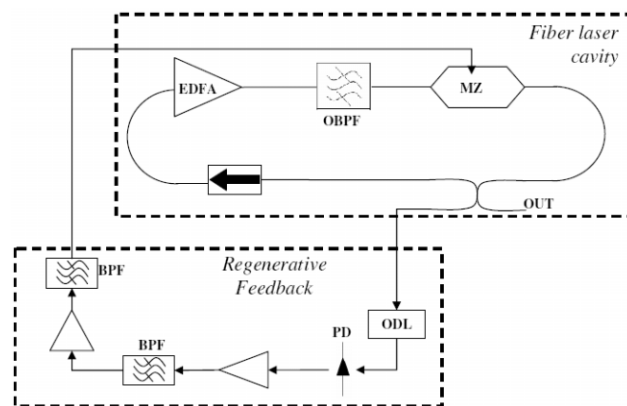 Fiber laser
cavity
EDFA
OBPF
MZ
OUT
Regenerative
Feedback
BPF
ODL
PD
BPF